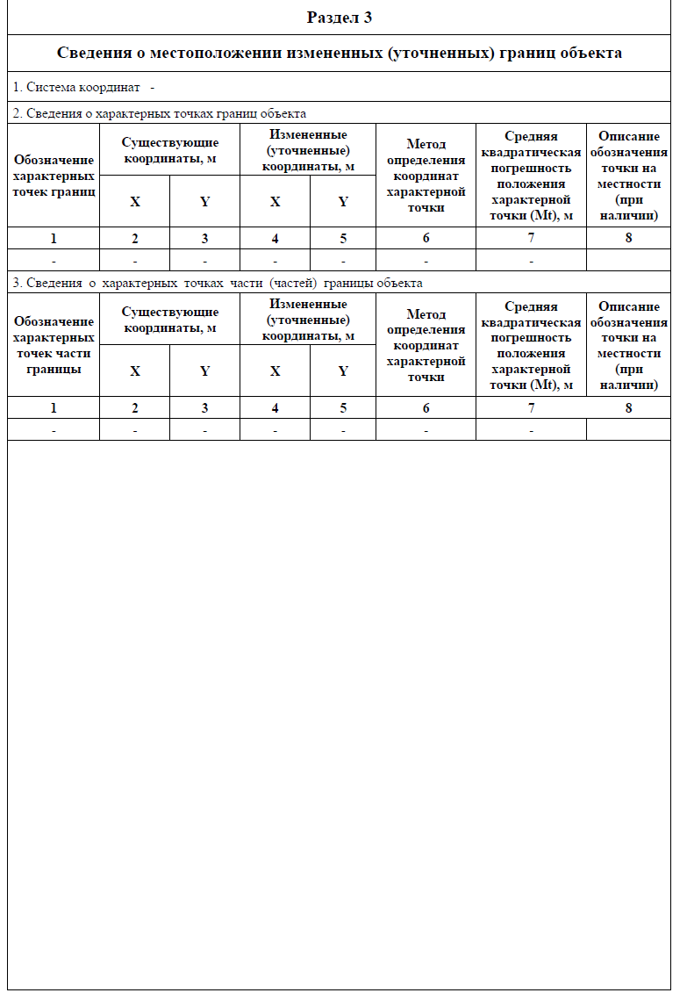 Раздел 3
Сведения о местоположении измененных (уточненных) границ объекта
1. Система координат -
2. Сведения о характерных точках границ объекта
Обозначение
характерных
точек границ
Существующие
координаты, м
Измененные
(уточненные)
координаты, м
Метод
определения
координат
характерной
точки
Средняя
квадратическая
погрешность
положения
характерной
точки (Mt), м
Описание
обозначения
точки на
местности
(при
наличии)
X Y X Y
1 2 3 4 5 6 7 8
- - - - - - -
3. Сведения о характерных точках части (частей) границы объекта
Обозначение
характерных
точек части
границы
Существующие
координаты, м
Измененные
(уточненные)
координаты, м
Метод
определения
координат
характерной
точки
Средняя
квадратическая
погрешность
положения
характерной
точки (Mt), м
Описание
обозначения
точки на
местности
(при
наличии)
X Y X Y
1 2 3 4 5 6 7 8
- - - - - - -